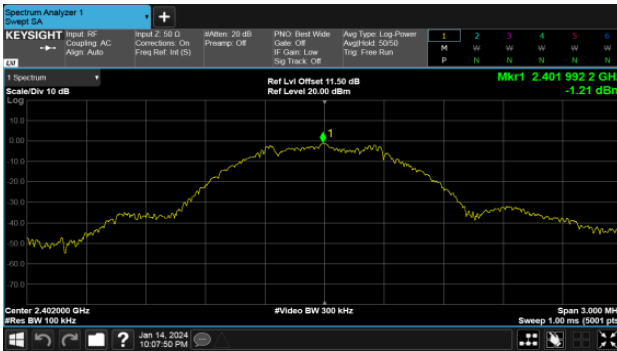 Spectrum Analyzer 1
Swept SA
+
KEYSIGHT
Input: RF
Coupling: AC
Align: Auto
Input Z: 50 Ω
Corrections: On
Freq Ref: Int (S)
#Atten: 20 dB
Preamp: Off
PNO: Best Wide
Gate: Off
IF Gain: Low
Sig Track: Off
Avg Type: Log-Power
Avg|Hold: 50/50
Trig: Free Run
1 2 3 4 5 6
M W W W W W
P N N N N N
LXI
1 Spectrum
Scale/Div 10 dB
Ref Lvl Offset 11.50 dB
Ref Level 20.00 dBm
Mkr1 2.401 992 2 GH
-1.21 dBm
Log
10.0
0.00
-10.0
-20.0
-30.0
-40.0
-50.0
-60.0
-70.0
1
Center 2.402000 GHz
#Res BW 100 kHz
#Video BW 300 kHz
Span 3.000 MH
Sweep 1.00 ms (5001 pts
?
Jan 14, 2024
10:07:50 PM